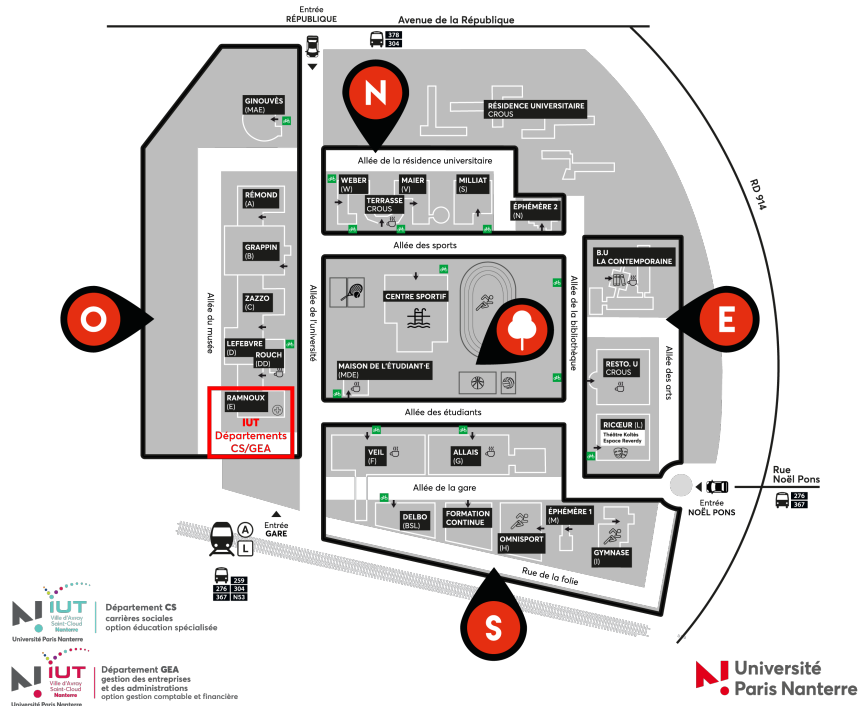 Entrée
RÉPUBLIQUE
Avenue de la République
378
304
GINOUVÈS
(MAE)
N
RÉSIDENCE UNIVERSITAIRE
CROUS
Allée de la résidence universitaire
WEBER
(W)
MAIER
(V)
MILLIAT
(S)
TERRASSE
CROUS
ÉPHÉMÈRE 2
(N)
RD 914
RÉMOND
(A)
Allée des sports
GRAPPIN
(B)
B.U
LA CONTEMPORAINE
CENTRE SPORTIF
ZAZZO
(C)
O
E
Allée du musée
Allée de l'université
Allée de la bibliothèque
Allée des arts
LEFEBVRE
(D)
ROUCH
(DD)
MAISON DE L'ÉTUDIANT·E
(MDE)
RESTO. U
CROUS
RAMNOUX
(E)
IUT
Départements
CS/GEA
Allée des étudiants
RICŒUR (L)
Théâtre Koltès
Espace Reverdy
VEIL
(F)
ALLAIS
(G)
Allée de la gare
Rue
Noël Pons
276
367
Entrée
NOËL PONS
DELBO
(BSL)
FORMATION
CONTINUE
ÉPHÉMÈRE 1
(M)
OMNISPORT
(H)
GYMNASE
(I)
Entrée
GARE
A
L
Rue de la folie
259
276 304
367 N53
S
N! IUT
Ville d'Avray
Saint-Cloud
Nanterre
Université Paris Nanterre
Département CS
carrières sociales
option éducation spécialisée
N! IUT
Ville d'Avray
Saint-Cloud
Nanterre
Université Paris Nanterre
Département GEA
gestion des entreprises
et des administrations
option gestion comptable et financière
N! Université
Paris Nanterre